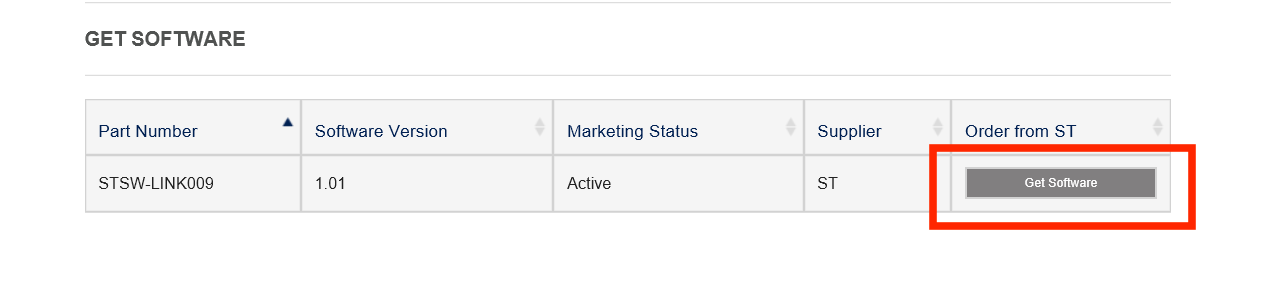 GET SOFTWARE
Part Number Software Version Marketing Status Supplier Order from ST
STSW-LINK009 1.01 Active ST Get Software